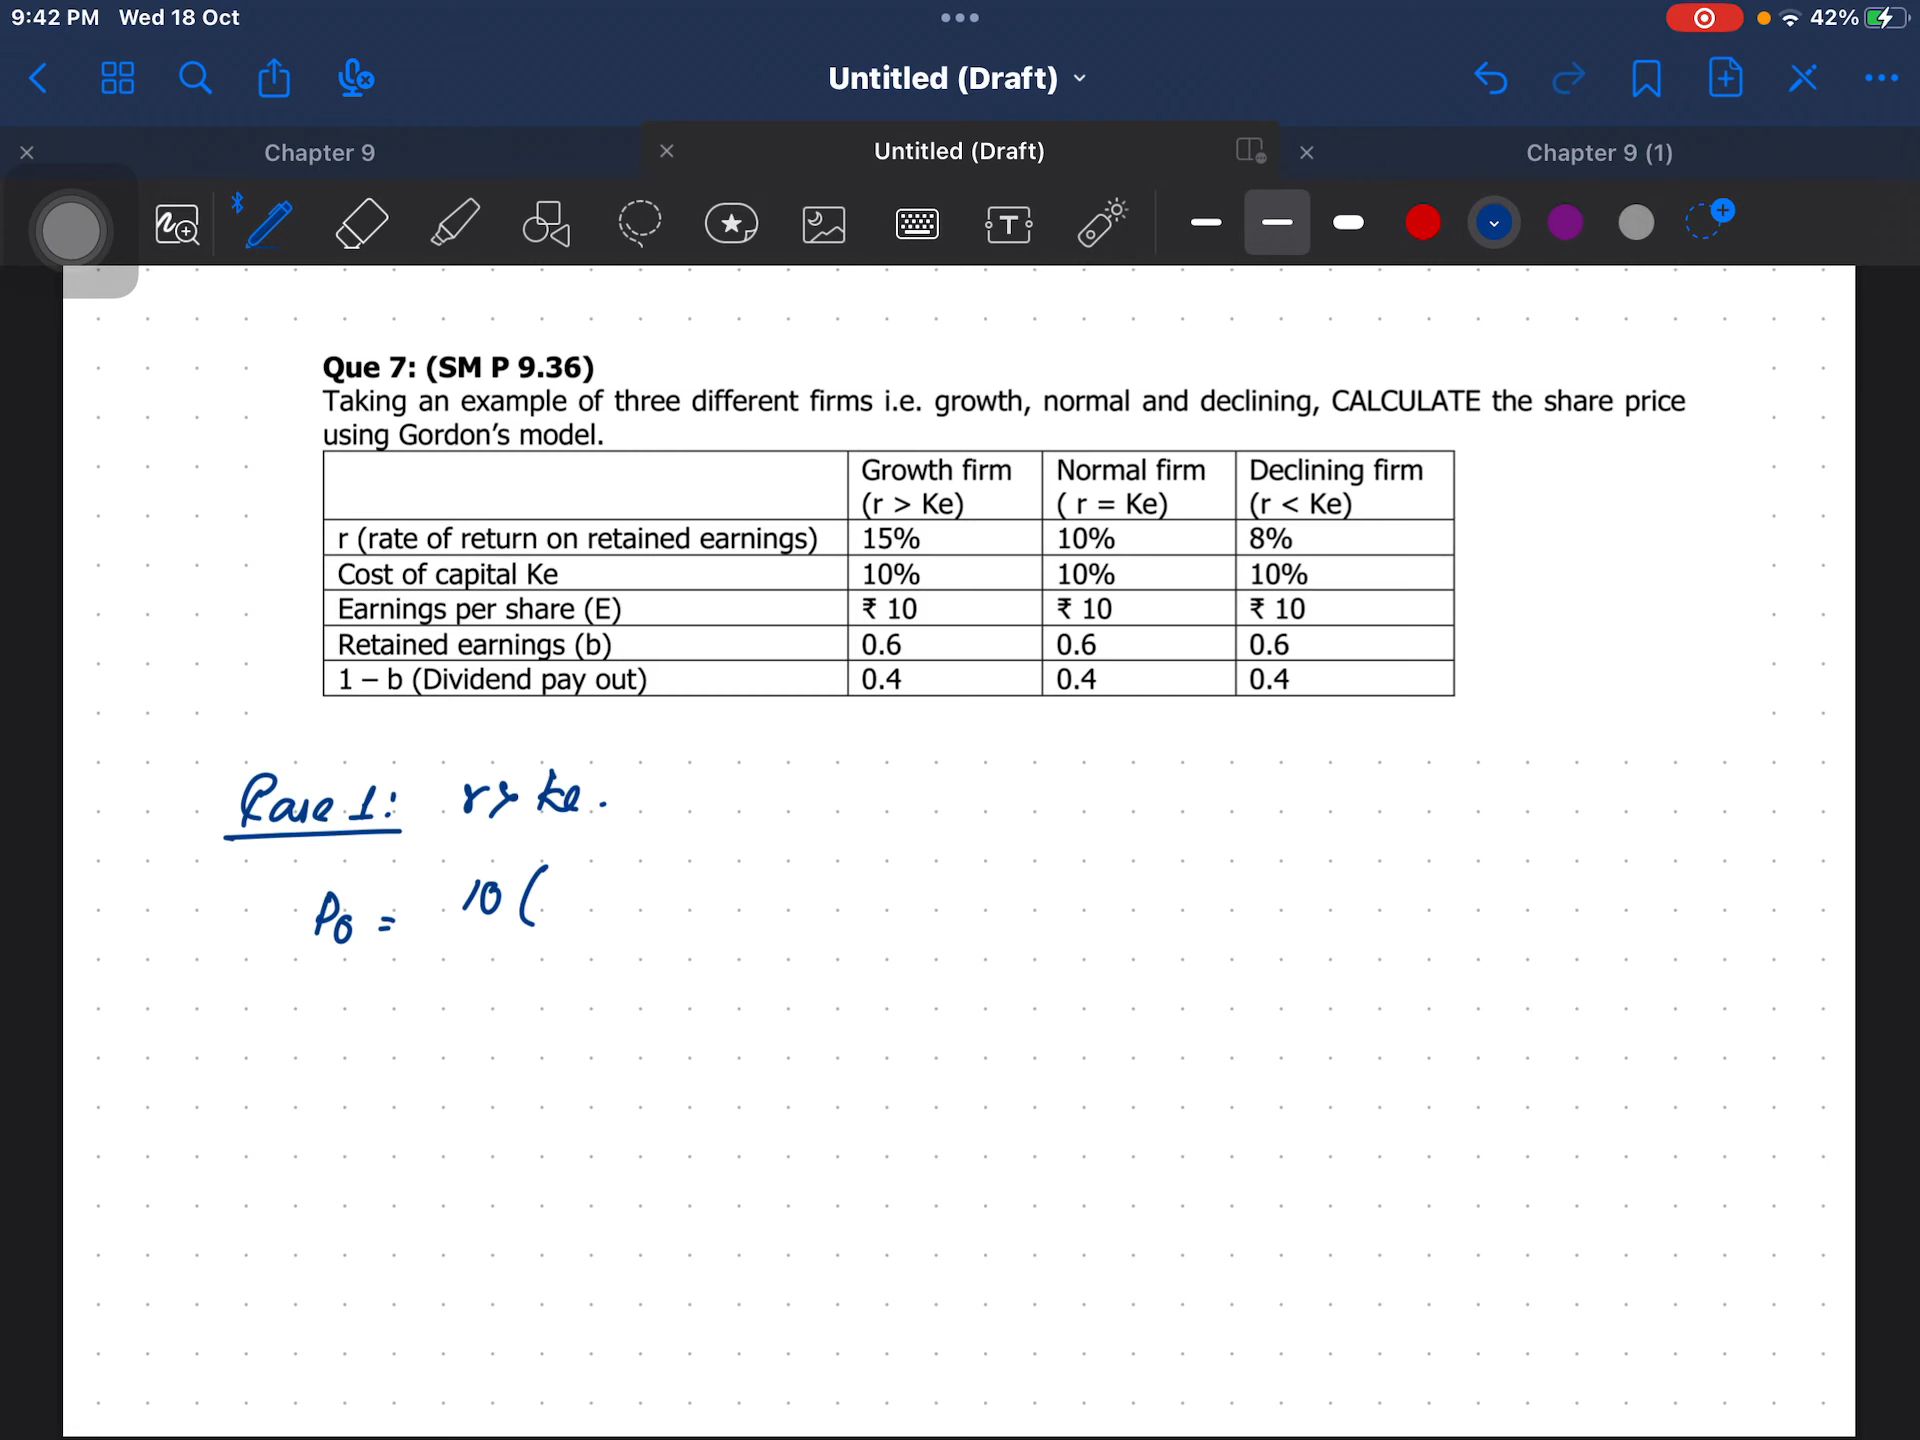 9:42 PM Wed 18 Oct
42%
Untitled (Draft)
Chapter 9
Untitled (Draft)
Chapter 9 (1)
T
Que 7: (SM P 9.36)
Taking an example of three different firms i.e. growth, normal and declining, CALCULATE the share price
using Gordon's model.
Growth firm (r > Ke) Normal firm ( r = Ke) Declining firm (r < Ke)
r (rate of return on retained earnings) 15% 10% 8%
Cost of capital Ke 10% 10% 10%
Earnings per share (E) ₹ 10 ₹ 10 ₹ 10
Retained earnings (b) 0.6 0.6 0.6
1 – b (Dividend pay out) 0.4 0.4 0.4
Case 1: r > ke.
P0 = 10 (